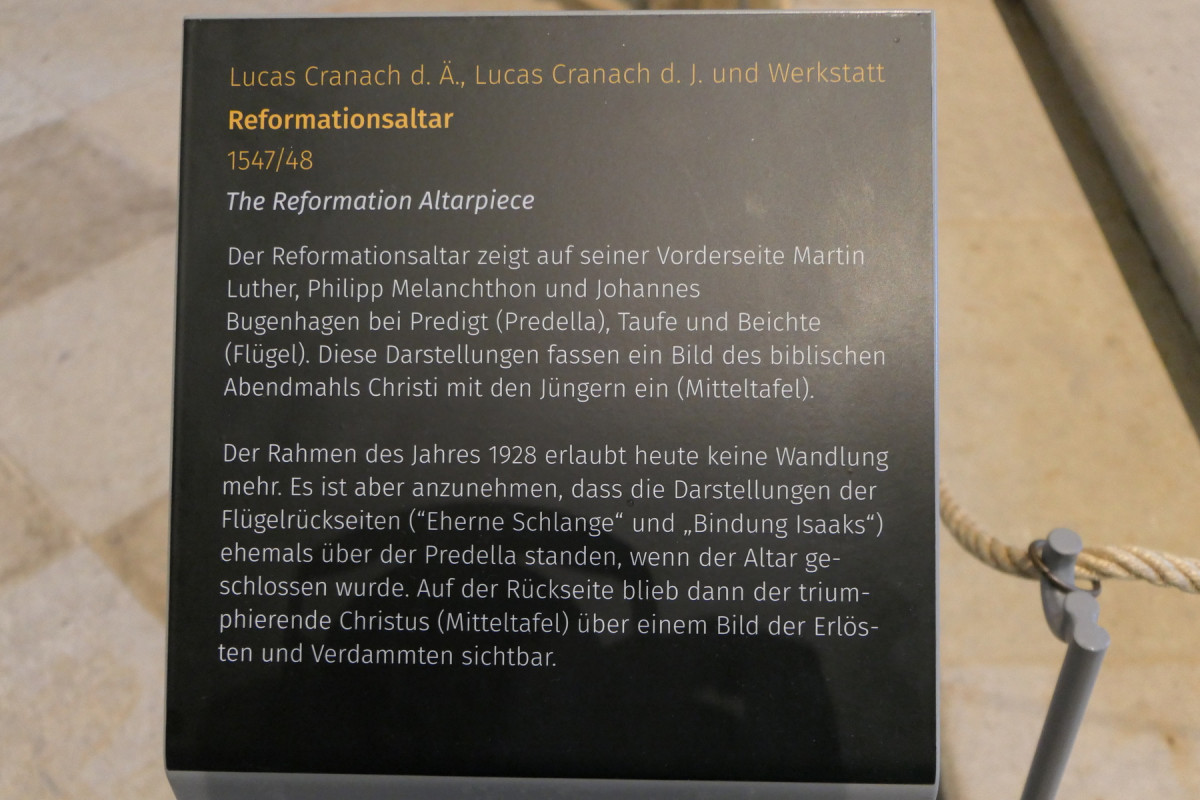 Lucas Cranach d. Ä., Lucas Cranach d. J. und Werkstatt
Reformationsaltar
1547/48
The Reformation Altarpiece
Der Reformationsaltar zeigt auf seiner Vorderseite Martin
Luther, Philipp Melanchthon und Johannes
Bugenhagen bei Predigt (Predella), Taufe und Beichte
(Flügel). Diese Darstellungen fassen ein Bild des biblischen
Abendmahls Christi mit den Jüngern ein (Mitteltafel).
Der Rahmen des Jahres 1928 erlaubt heute keine Wandlung
mehr. Es ist aber anzunehmen, dass die Darstellungen der
Flügelrückseiten (“Eherne Schlange“ und „Bindung Isaaks“)
ehemals über der Predella standen, wenn der Altar ge-
schlossen wurde. Auf der Rückseite blieb dann der trium-
phierende Christus (Mitteltafel) über einem Bild der Erlös-
ten und Verdammten sichtbar.